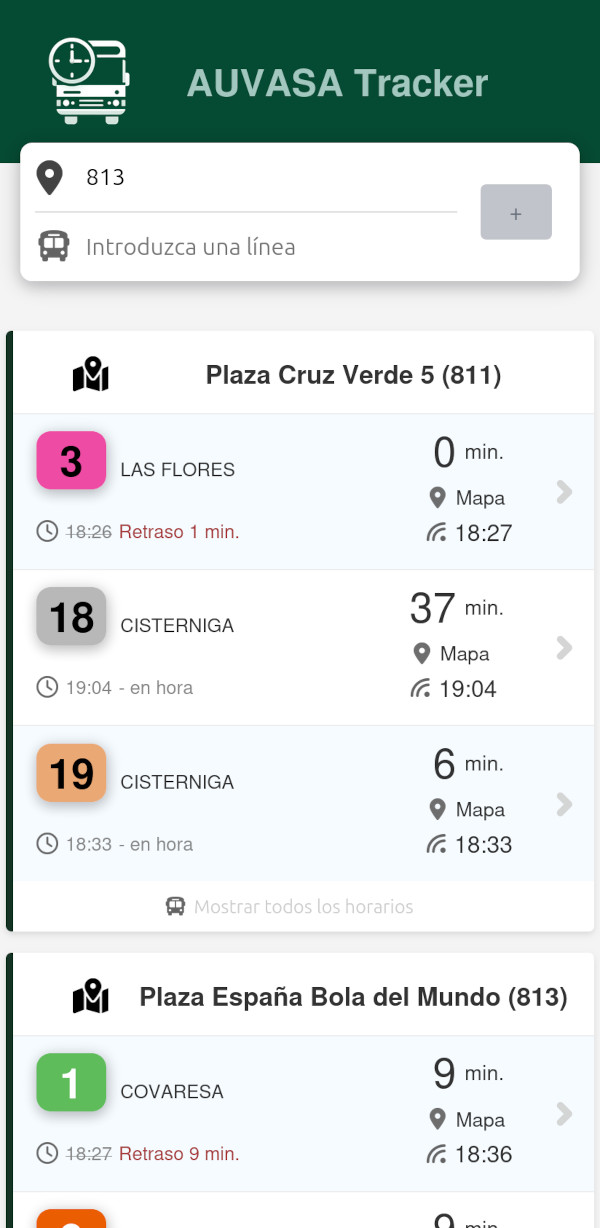 AUVASA Tracker
813
+
Introduzca una línea
Plaza Cruz Verde 5 (811)
3 LAS FLORES 0 min.
Mapa
18:26 Retraso 1 min. 18:27
18 CISTERNIGA 37 min.
Mapa
19:04 - en hora 19:04
19 CISTERNIGA 6 min.
Mapa
18:33 - en hora 18:33
Mostrar todos los horarios
Plaza España Bola del Mundo (813)
1 COVARESA 9 min.
Mapa
18:27 Retraso 9 min. 18:36